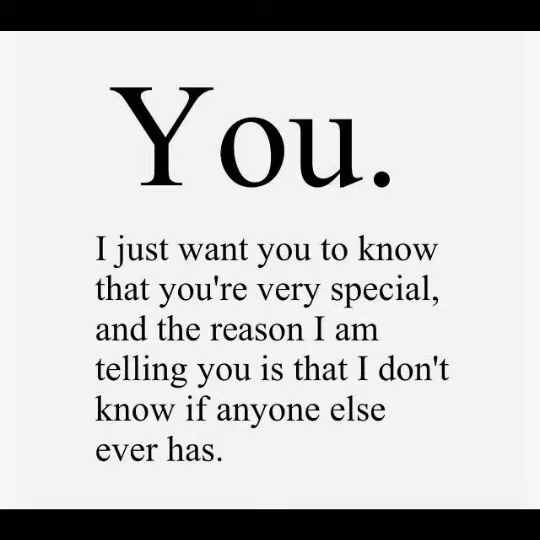 You.
I just want you to know
that you're very special,
and the reason I am
telling you is that I don't
know if anyone else
ever has.